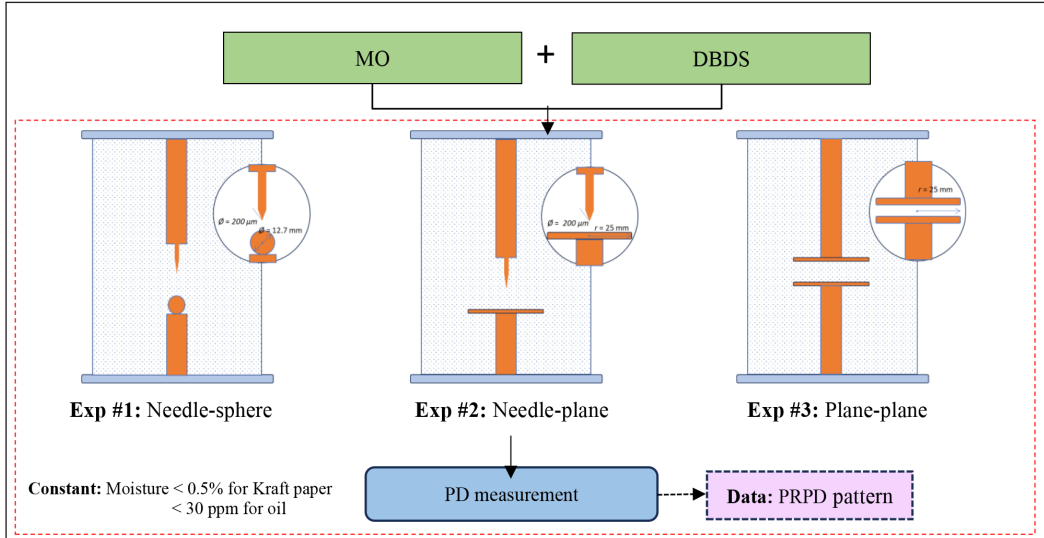 MO
+
DBDS
Ø = 200 µm
Ø = 12.7 mm
Ø = 200 µm
r = 25 mm
r = 25 mm
Exp #1: Needle-sphere
Exp #2: Needle-plane
Exp #3: Plane-plane
Constant: Moisture < 0.5% for Kraft paper
< 30 ppm for oil
PD measurement
Data: PRPD pattern